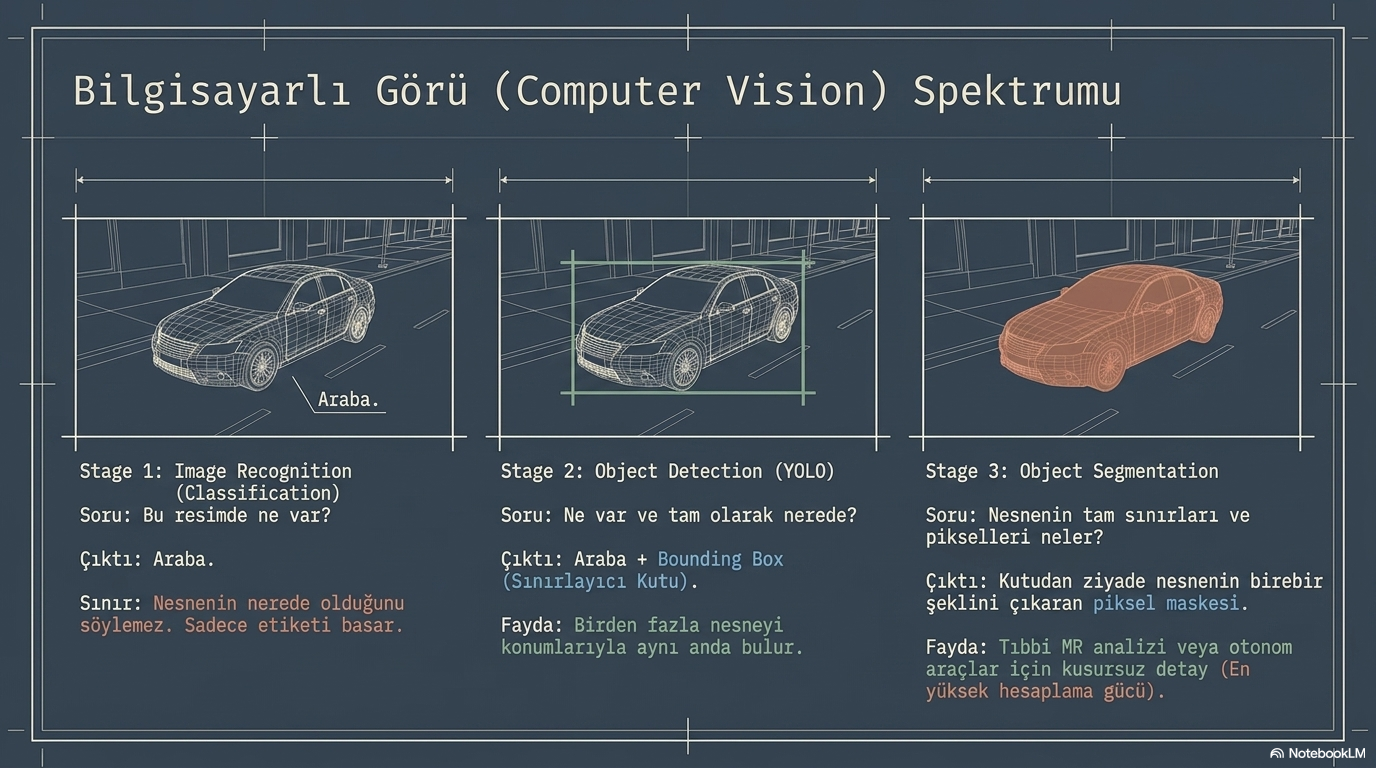 Bilgisayarlı Görü (Computer Vision) Spektrumu
Araba.
Stage 1: Image Recognition
(Classification)
Soru: Bu resimde ne var?
Çıktı: Araba.
Sınır: Nesnenin nerede olduğunu
söylemez. Sadece etiketi basar.
Stage 2: Object Detection (YOLO)
Soru: Ne var ve tam olarak nerede?
Çıktı: Araba + Bounding Box
(Sınırlayıcı Kutu).
Fayda: Birden fazla nesneyi
konumlarıyla aynı anda bulur.
Stage 3: Object Segmentation
Soru: Nesnenin tam sınırları ve
pikselleri neler?
Çıktı: Kutudan ziyade nesnenin birebir
şeklini çıkaran piksel maskesi.
Fayda: Tıbbi MR analizi veya otonom
araçlar için kusursuz detay (En
yüksek hesaplama gücü).
NotebookLM